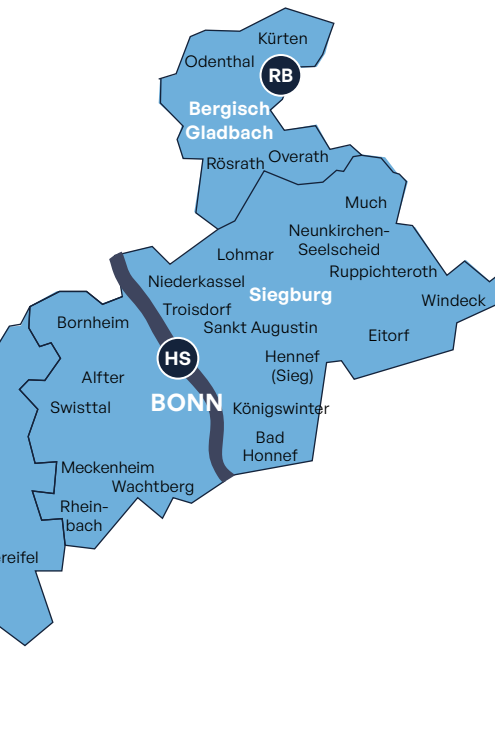 Kürten
Odenthal
RB
Bergisch
Gladbach
Rösrath
Overath
Much
Neunkirchen-
Seelscheid
Lohmar
Ruppichteroth
Niederkassel
Siegburg
Windeck
Troisdorf
Bornheim
Sankt Augustin
Eitorf
HS
Hennef
(Sieg)
Alfter
BONN
Swisttal
Königswinter
Bad
Honnef
Meckenheim
Wachtberg
Rhein-
bach
reifel